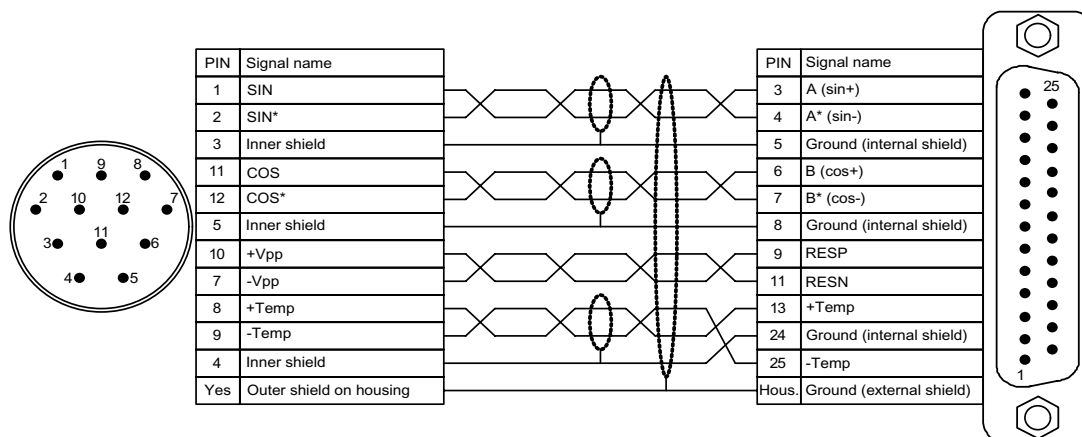 1 9 8
2 10 12 7
3 11 6
4 5
PIN Signal name
1 SIN
2 SIN*
3 Inner shield
11 COS
12 COS*
5 Inner shield
10 +Vpp
7 -Vpp
8 +Temp
9 -Temp
4 Inner shield
Yes Outer shield on housing
PIN Signal name
3 A (sin+)
4 A* (sin-)
5 Ground (internal shield)
6 B (cos+)
7 B* (cos-)
8 Ground (internal shield)
9 RESP
11 RESN
13 +Temp
24 Ground (internal shield)
25 -Temp
Hous. Ground (external shield)
25
1